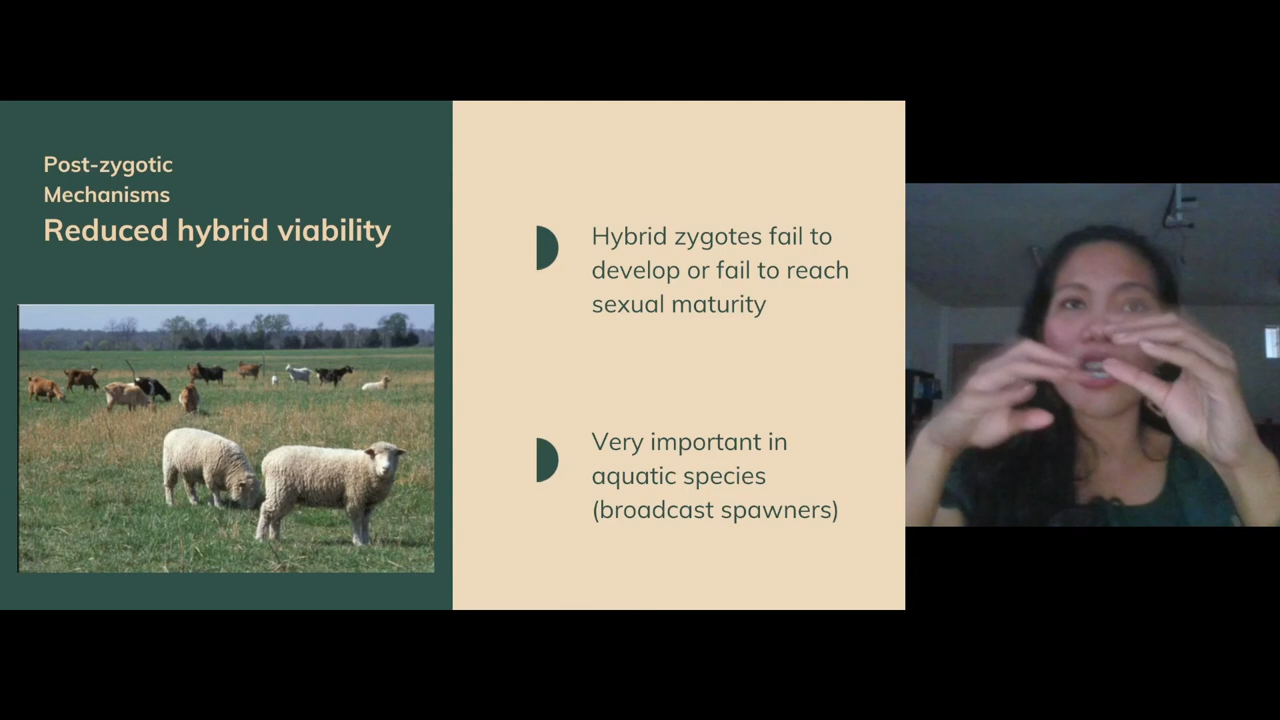 Post-zygotic
Mechanisms
Reduced hybrid viability
Hybrid zygotes fail to
develop or fail to reach
sexual maturity
Very important in
aquatic species
(broadcast spawners)